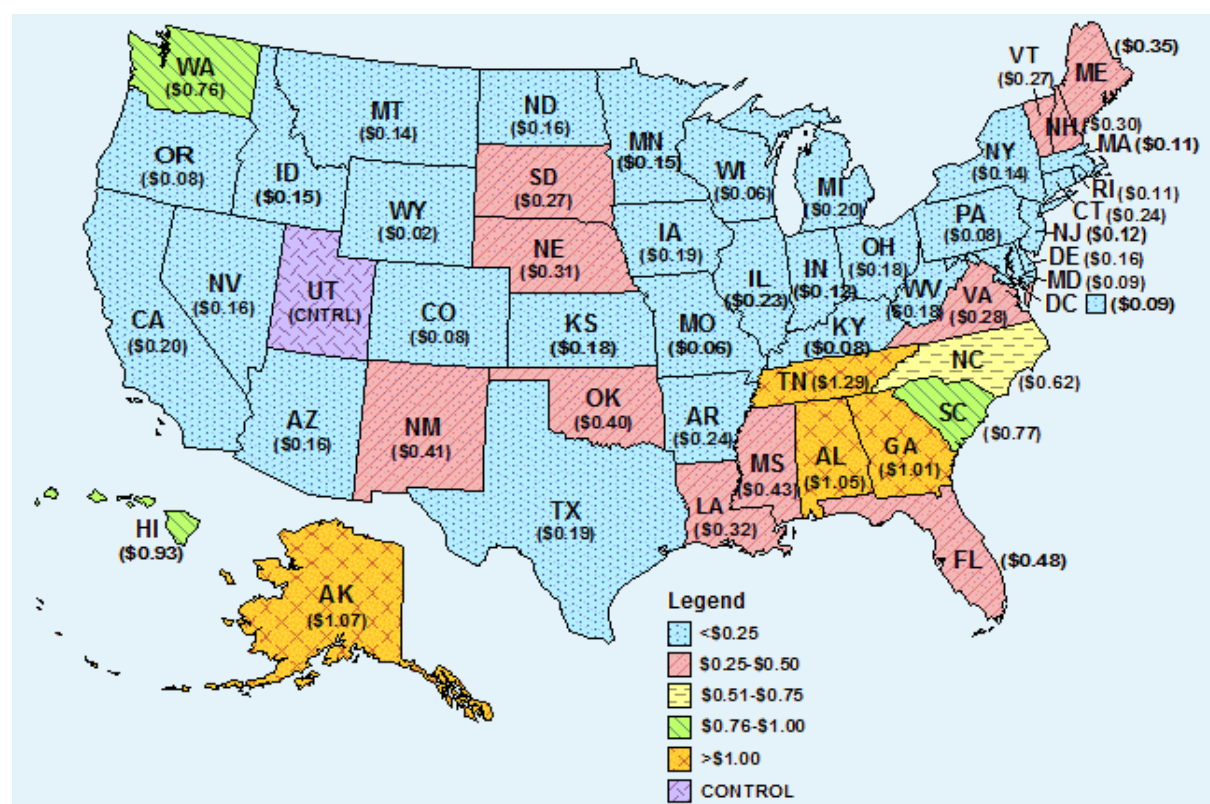 WA
($0.76)
MT
($0.14)
ND
($0.16)
MN
($0.15)
VT
($0.27)
ME
($0.35)
NH
($0.30)
MA ($0.11)
OR
($0.08)
ID
($0.15)
SD
($0.27)
WI
($0.06)
MI
($0.20)
NY
($0.14)
RI ($0.11)
CT ($0.24)
WY
($0.02)
NE
($0.31)
IA
($0.19)
PA
($0.08)
NJ ($0.12)
DE ($0.16)
MD ($0.09)
DC ($0.09)
NV
($0.16)
UT
(CNTRL)
CO
($0.08)
KS
($0.18)
MO
($0.06)
IL
($0.23)
IN
($0.12)
OH
($0.18)
WV
($0.18)
VA
($0.28)
CA
($0.20)
KY
($0.08)
TN ($1.29)
NC
($0.62)
AZ
($0.16)
NM
($0.41)
OK
($0.40)
AR
($0.24)
SC
($0.77)
MS
($0.43)
AL
($1.05)
GA
($1.01)
TX
($0.19)
LA
($0.32)
FL
($0.48)
HI
($0.93)
AK
($1.07)
Legend
<$0.25
$0.25-$0.50
$0.51-$0.75
$0.76-$1.00
>$1.00
CONTROL